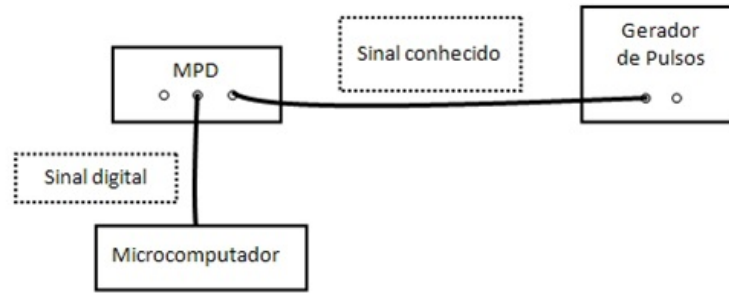 Gerador
de Pulsos
Sinal conhecido
MPD
Sinal digital
Microcomputador